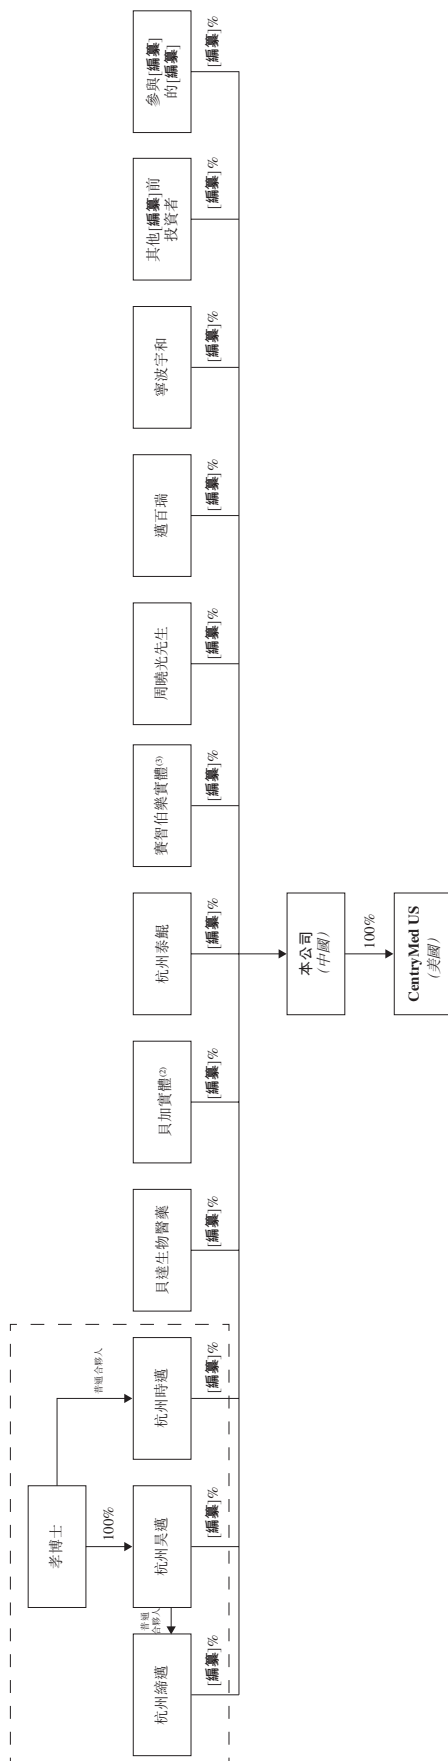 孝博士
100%
普通合夥人
普通
合夥人
杭州締邁
杭州昊邁
杭州時邁
貝達生物醫藥
貝加實體(2)
杭州泰鯤
賽智伯樂實體(3)
周曉光先生
邁百瑞
寧波宇和
其他[編纂]前
投資者
參與[編纂]
的[編纂]
[編纂]%
[編纂]%
[編纂]%
[編纂]%
[編纂]%
[編纂]%
[編纂]%
[編纂]%
[編纂]%
[編纂]%
[編纂]%
[編纂]%
本公司
(中國)
100%
CentryMed US
(美國)